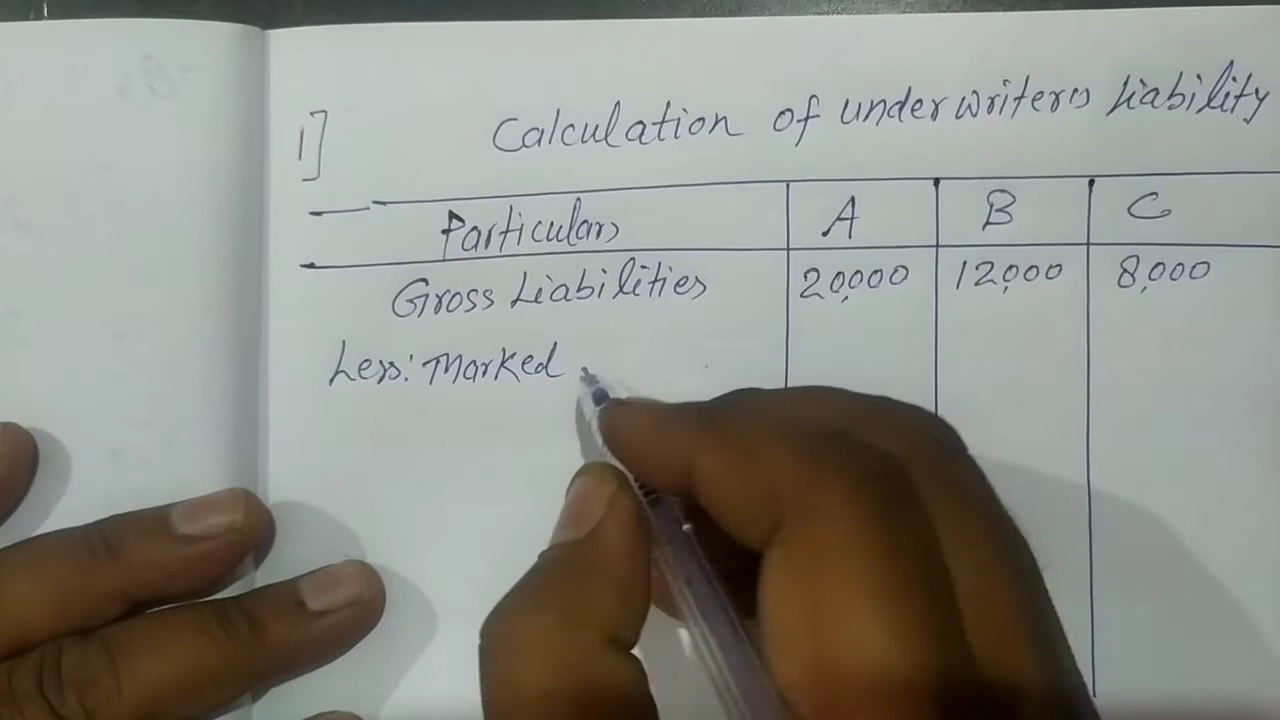 1] Calculation of underwriters Liability
Particulars A B C
Gross Liabilities 20,000 12,000 8,000
Less: Marked